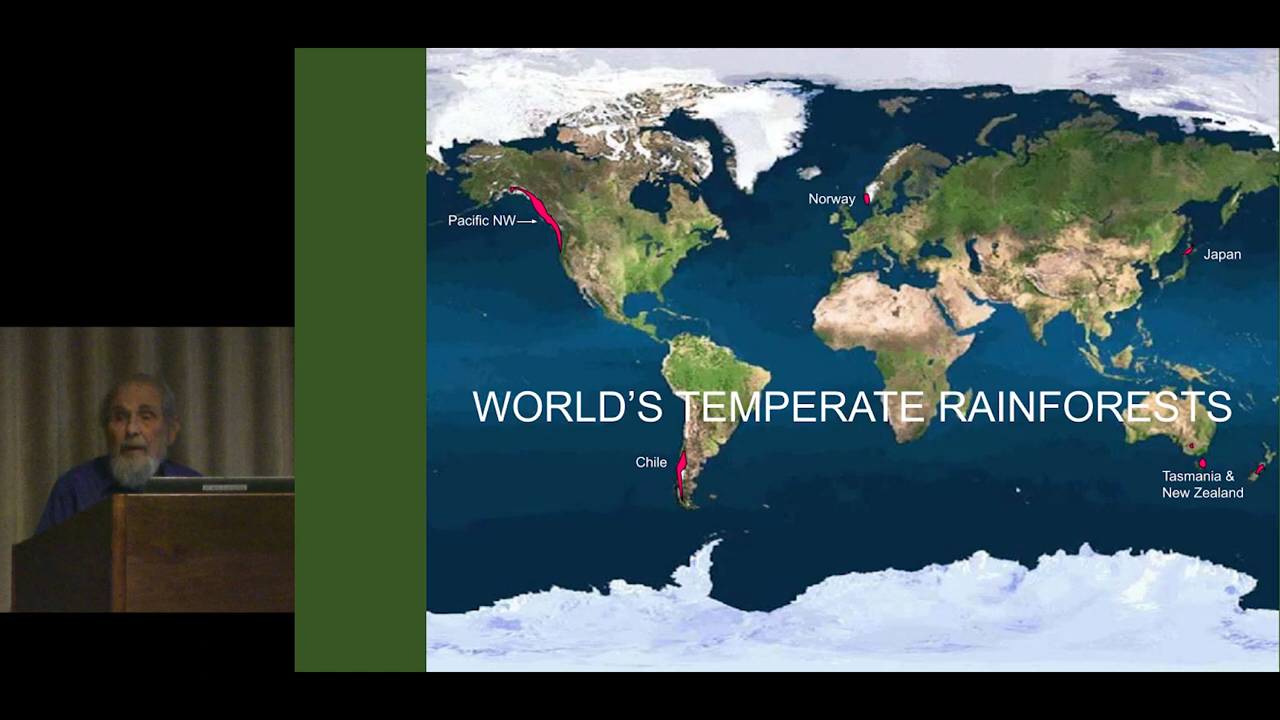 Norway
Pacific NW
Japan
WORLD'S TEMPERATE RAINFORESTS
Chile
Tasmania &
New Zealand